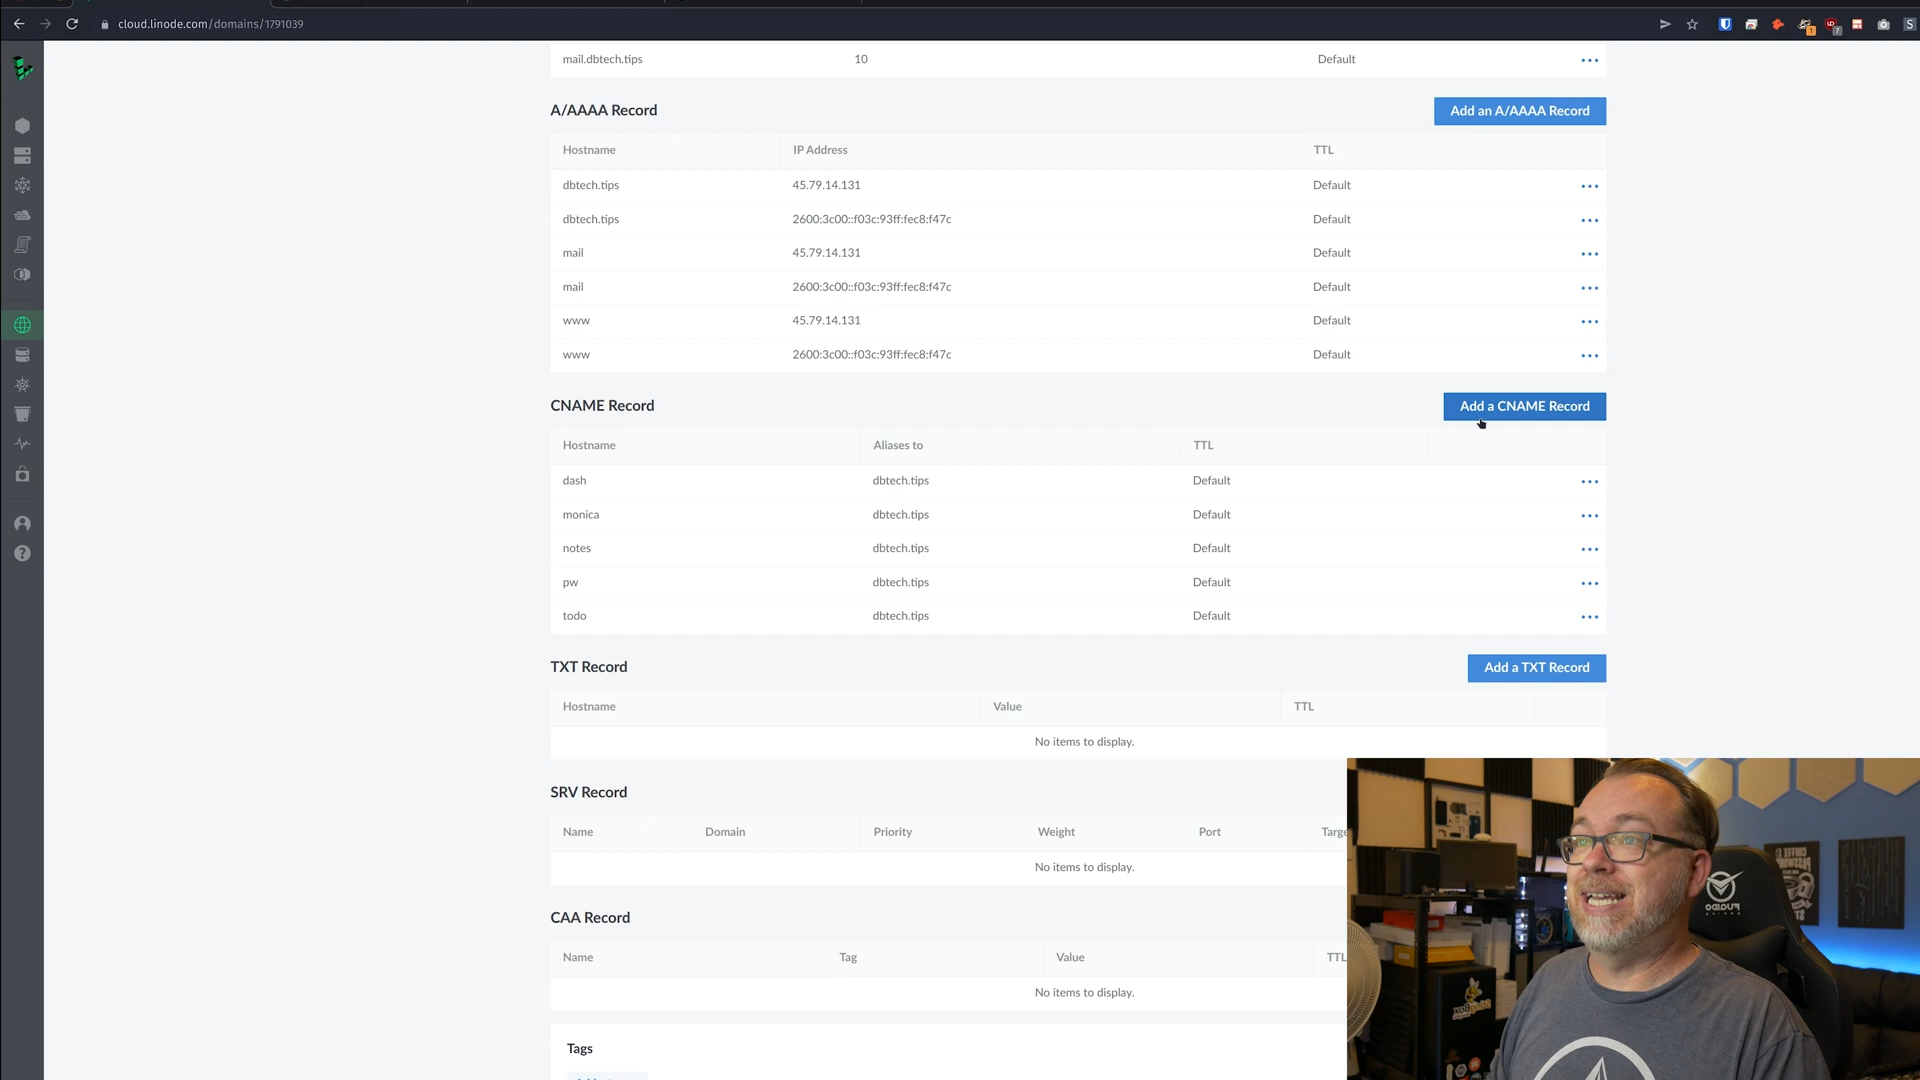 cloud.linode.com/domains/1791039
mail.dbtech.tips 10 Default
A/AAAA Record Add an A/AAAA Record
Hostname IP Address TTL
dbtech.tips 45.79.14.131 Default
dbtech.tips 2600:3c00::f03c:93ff:fec8:f47c Default
mail 45.79.14.131 Default
mail 2600:3c00::f03c:93ff:fec8:f47c Default
www 45.79.14.131 Default
www 2600:3c00::f03c:93ff:fec8:f47c Default
CNAME Record Add a CNAME Record
Hostname Aliases to TTL
dash dbtech.tips Default
monica dbtech.tips Default
notes dbtech.tips Default
pw dbtech.tips Default
todo dbtech.tips Default
TXT Record Add a TXT Record
Hostname Value TTL
No items to display.
SRV Record
Name Domain Priority Weight Port Targe
No items to display.
CAA Record
Name Tag Value TTL
No items to display.
Tags